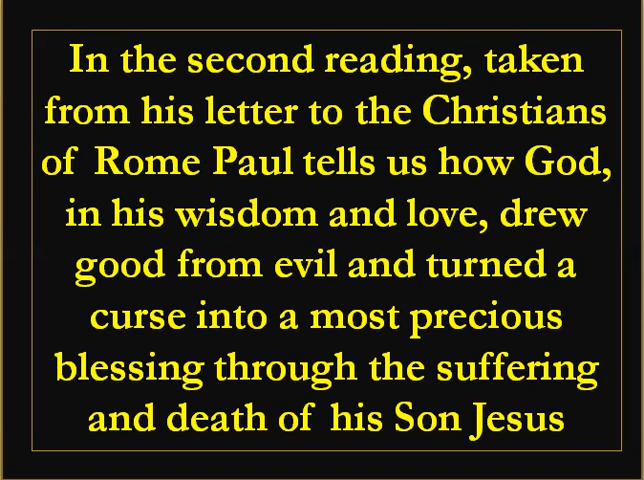 In the second reading, taken
from his letter to the Christians
of Rome Paul tells us how God,
in his wisdom and love, drew
good from evil and turned a
curse into a most precious
blessing through the suffering
and death of his Son Jesus